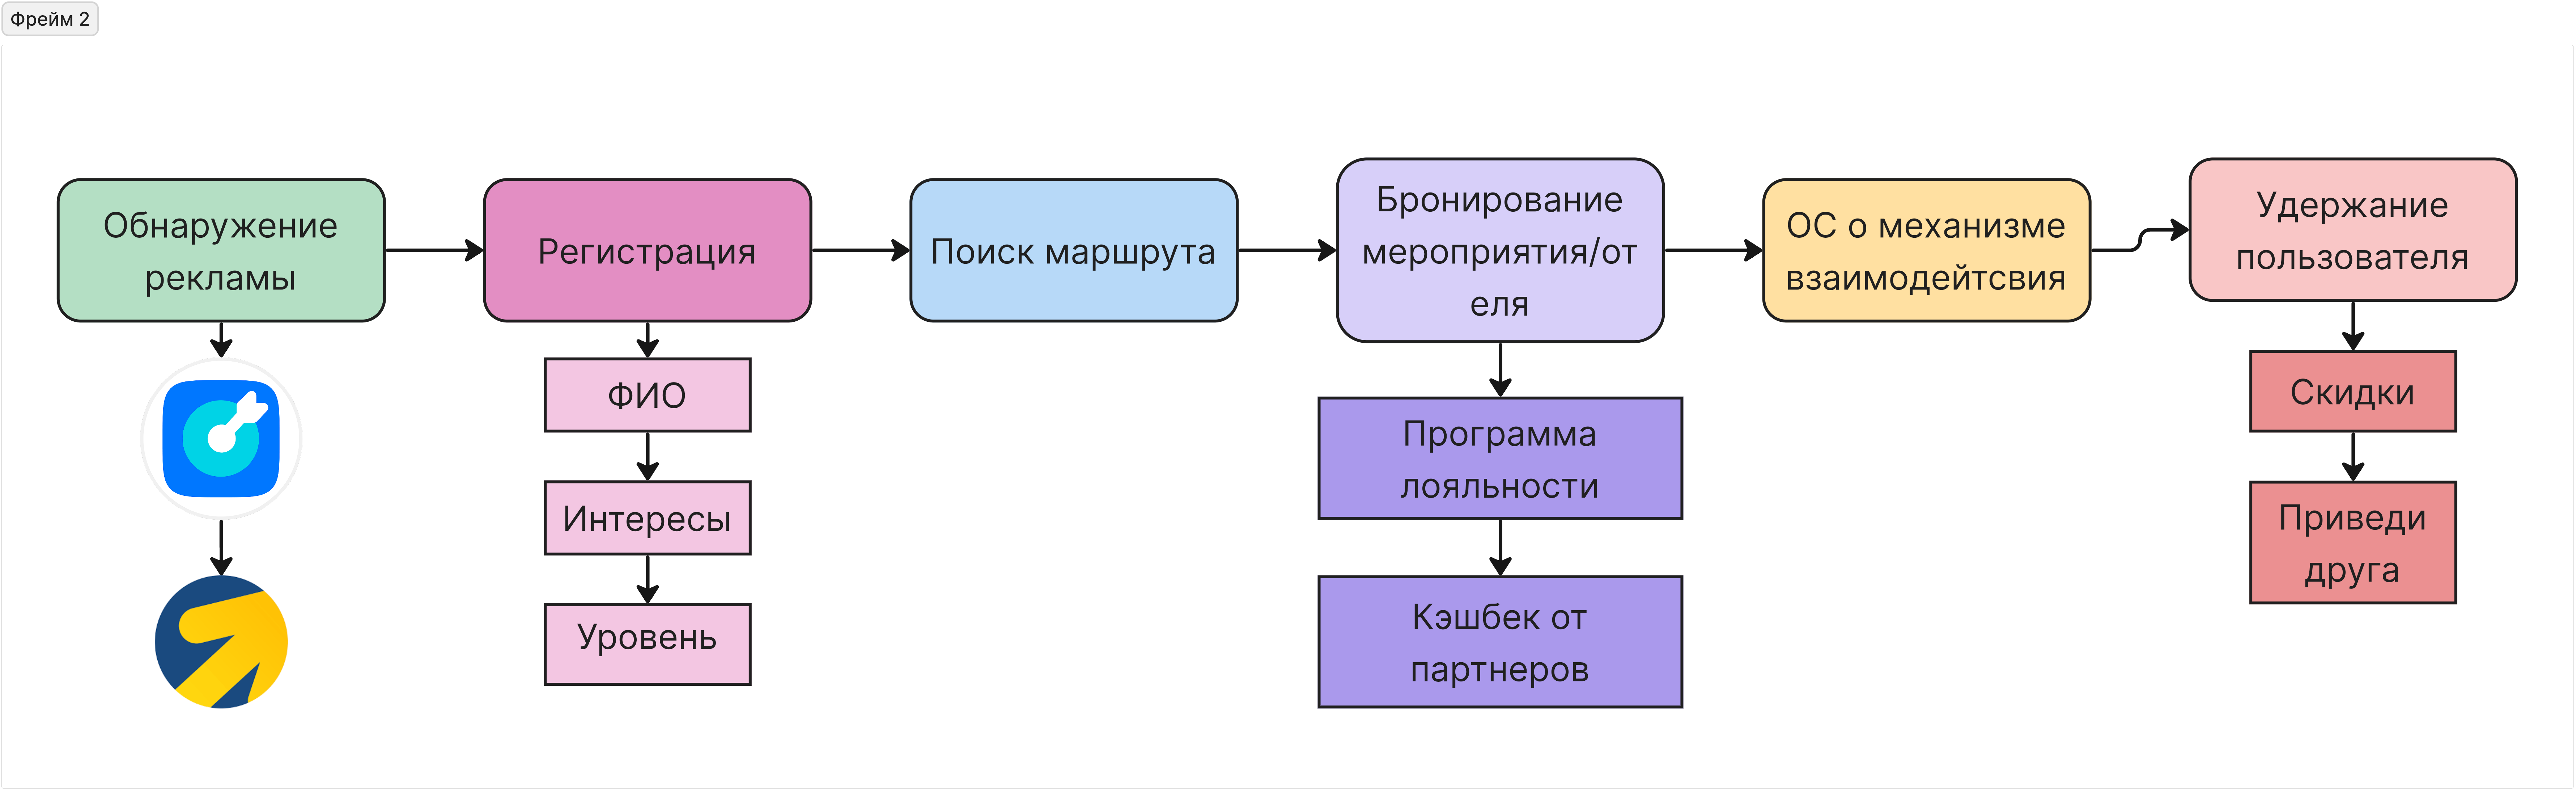 Фрейм 2
Обнаружение
рекламы
Регистрация
ФИО
Интересы
Уровень
Поиск маршрута
Бронирование
мероприятия/от
еля
Программа
лояльности
Кэшбек от
партнеров
ОС о механизме
взаимодейтсвия
Удержание
пользователя
Скидки
Приведи
друга